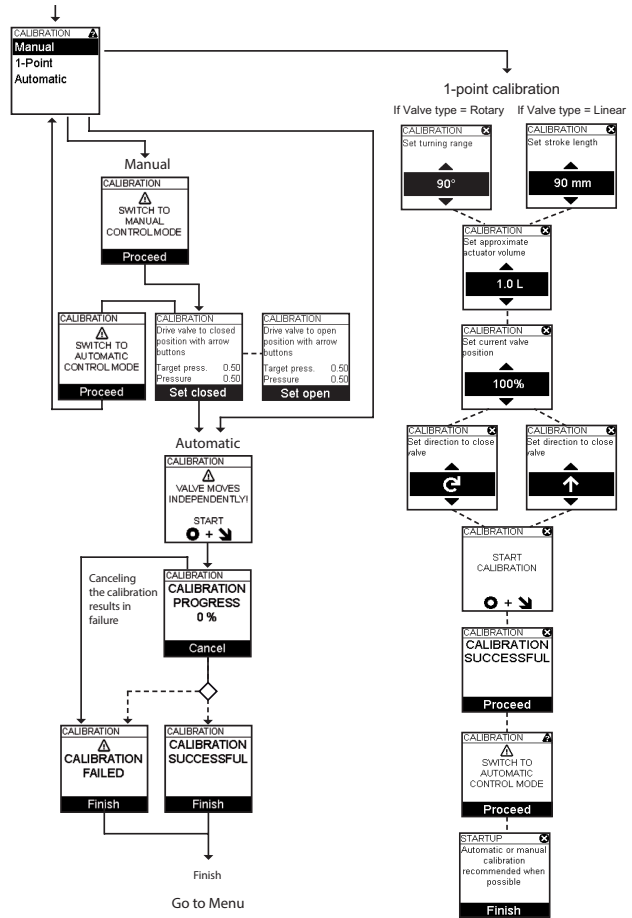 CALIBRATION
Manual
1-Point
Automatic
Manual
CALIBRATION
SWITCH TO
MANUAL
CONTROL MODE
Proceed
CALIBRATION
SWITCH TO
AUTOMATIC
CONTROL MODE
Proceed
CALIBRATION
Drive valve to closed
position with arrow
buttons
Target press. 0.50
Pressure 0.50
Set closed
CALIBRATION
Drive valve to open
position with arrow
buttons
Target press. 0.50
Pressure 0.50
Set open
Automatic
CALIBRATION
VALVE MOVES
INDEPENDENTLY!
START
+
Canceling
the calibration
results in
failure
CALIBRATION
CALIBRATION
PROGRESS
0 %
Cancel
CALIBRATION
CALIBRATION
FAILED
Finish
CALIBRATION
CALIBRATION
SUCCESSFUL
Finish
Finish
Go to Menu
1-point calibration
If Valve type = Rotary
If Valve type = Linear
CALIBRATION
Set turning range
90°
CALIBRATION
Set stroke length
90 mm
CALIBRATION
Set approximate
actuator volume
1.0 L
CALIBRATION
Set current valve
position
100%
CALIBRATION
Set direction to close
valve
CALIBRATION
Set direction to close
valve
CALIBRATION
START
CALIBRATION
+
CALIBRATION
CALIBRATION
SUCCESSFUL
Proceed
CALIBRATION
SWITCH TO
AUTOMATIC
CONTROL MODE
Proceed
STARTUP
Automatic or manual
calibration
recommended when
possible
Finish